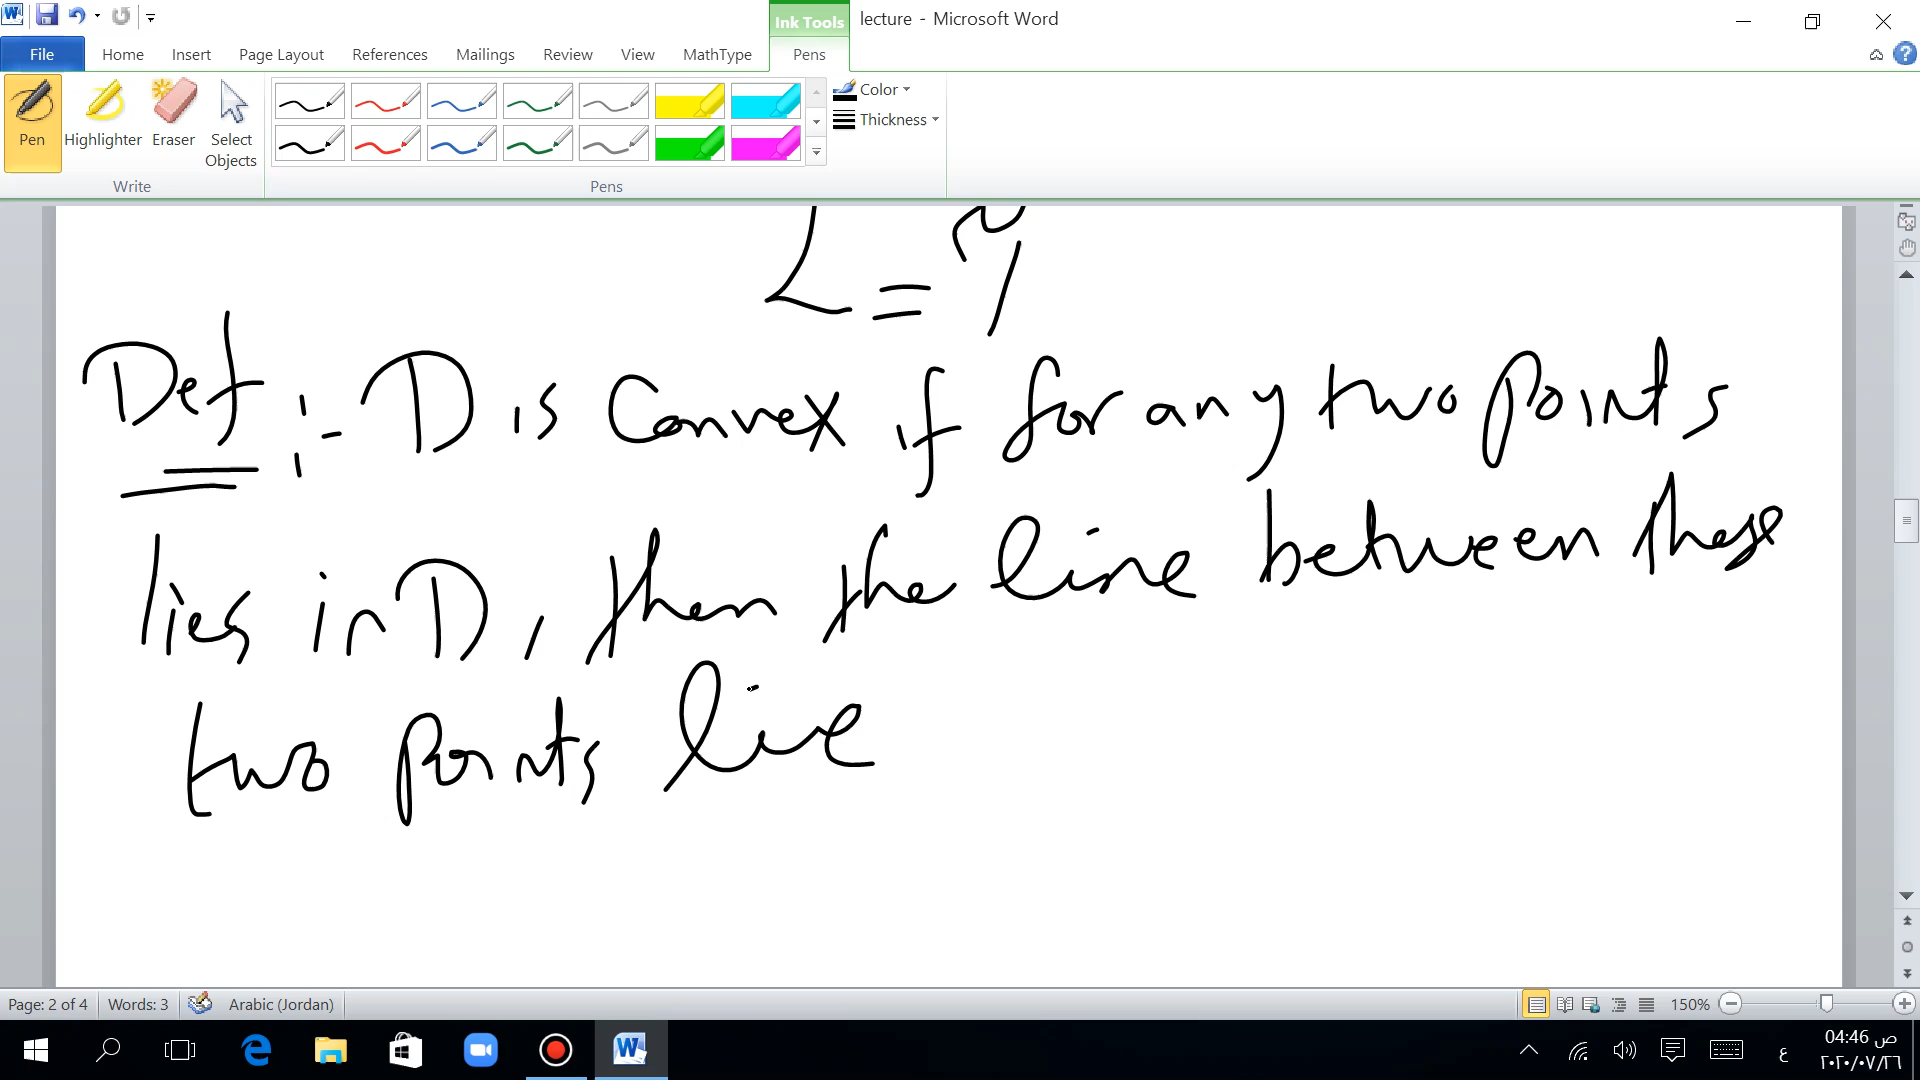 lecture - Microsoft Word
Ink Tools
File Home Insert Page Layout References Mailings Review View MathType Pens
Pen Highlighter Eraser Select Objects
Color
Thickness
Write
Pens
L =
Def :- D is Convex if for any two points
lies in D, then the line between these
two points lie
Page: 2 of 4 Words: 3 Arabic (Jordan) 150%
04:46 ص
٢٠٢٠/٠٧/٢٦
ع